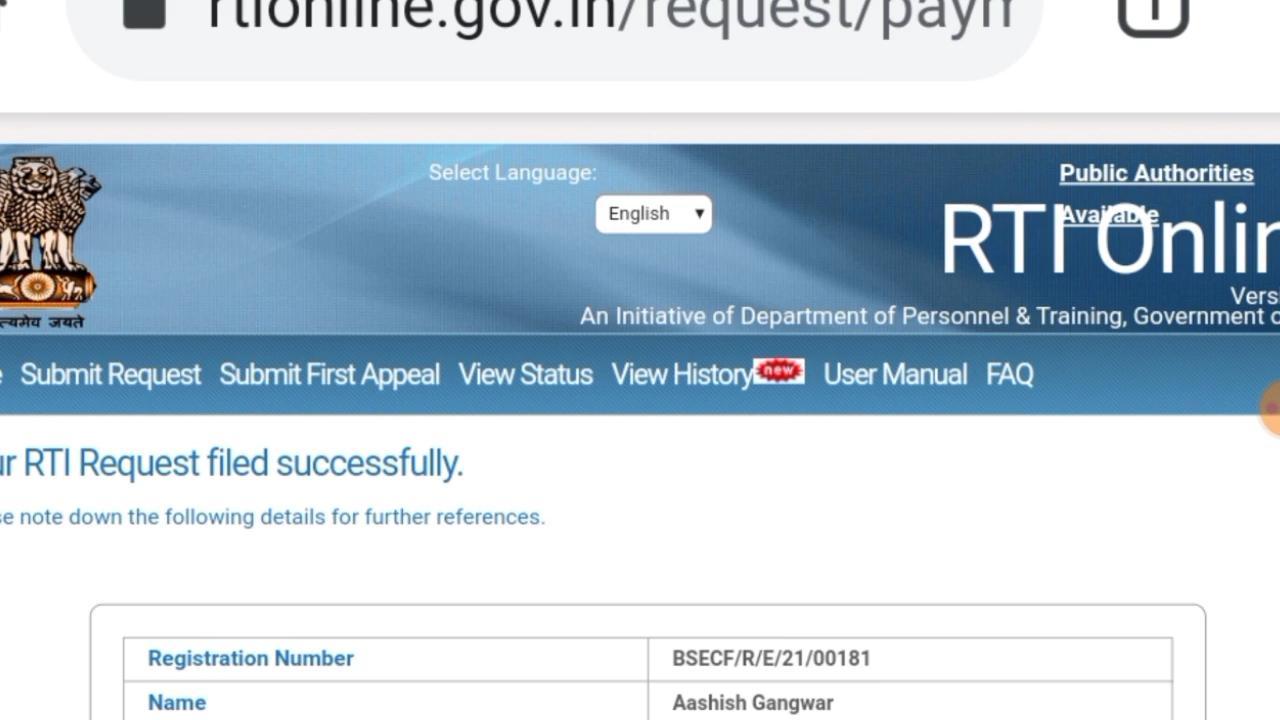 rtionline.gov.in/request/paym
Select Language:
English
Public Authorities
Available
RTI Onlin
Vers
An Initiative of Department of Personnel & Training, Government o
त्यमेव जयते
e Submit Request Submit First Appeal View Status View History new User Manual FAQ
ur RTI Request filed successfully.
se note down the following details for further references.
Registration Number BSECF/R/E/21/00181
Name Aashish Gangwar